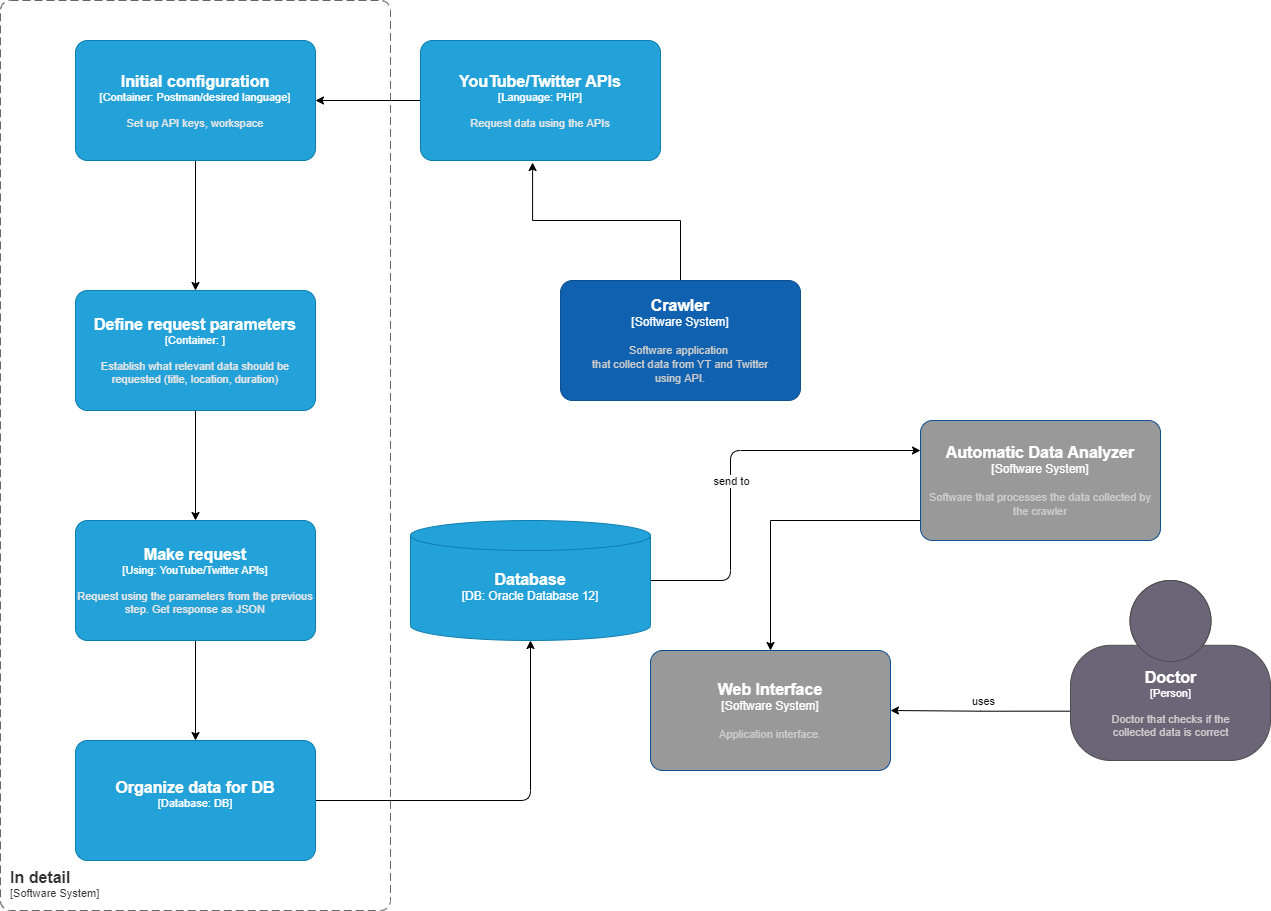 Initial configuration
[Container: Postman/desired language]
Set up API keys, workspace
YouTube/Twitter APIs
[Language: PHP]
Request data using the APIs
Crawler
[Software System]
Software application
that collect data from YT and Twitter
using API.
Define request parameters
[Container: ]
Establish what relevant data should be
requested (title, location, duration)
Automatic Data Analyzer
[Software System]
Software that processes the data collected by
the crawler
send to
Make request
[Using: YouTube/Twitter APIs]
Request using the parameters from the previous
step. Get response as JSON
Database
[DB: Oracle Database 12]
Web Interface
[Software System]
Application interface.
uses
Doctor
[Person]
Doctor that checks if the
collected data is correct
Organize data for DB
[Database: DB]
In detail
[Software System]